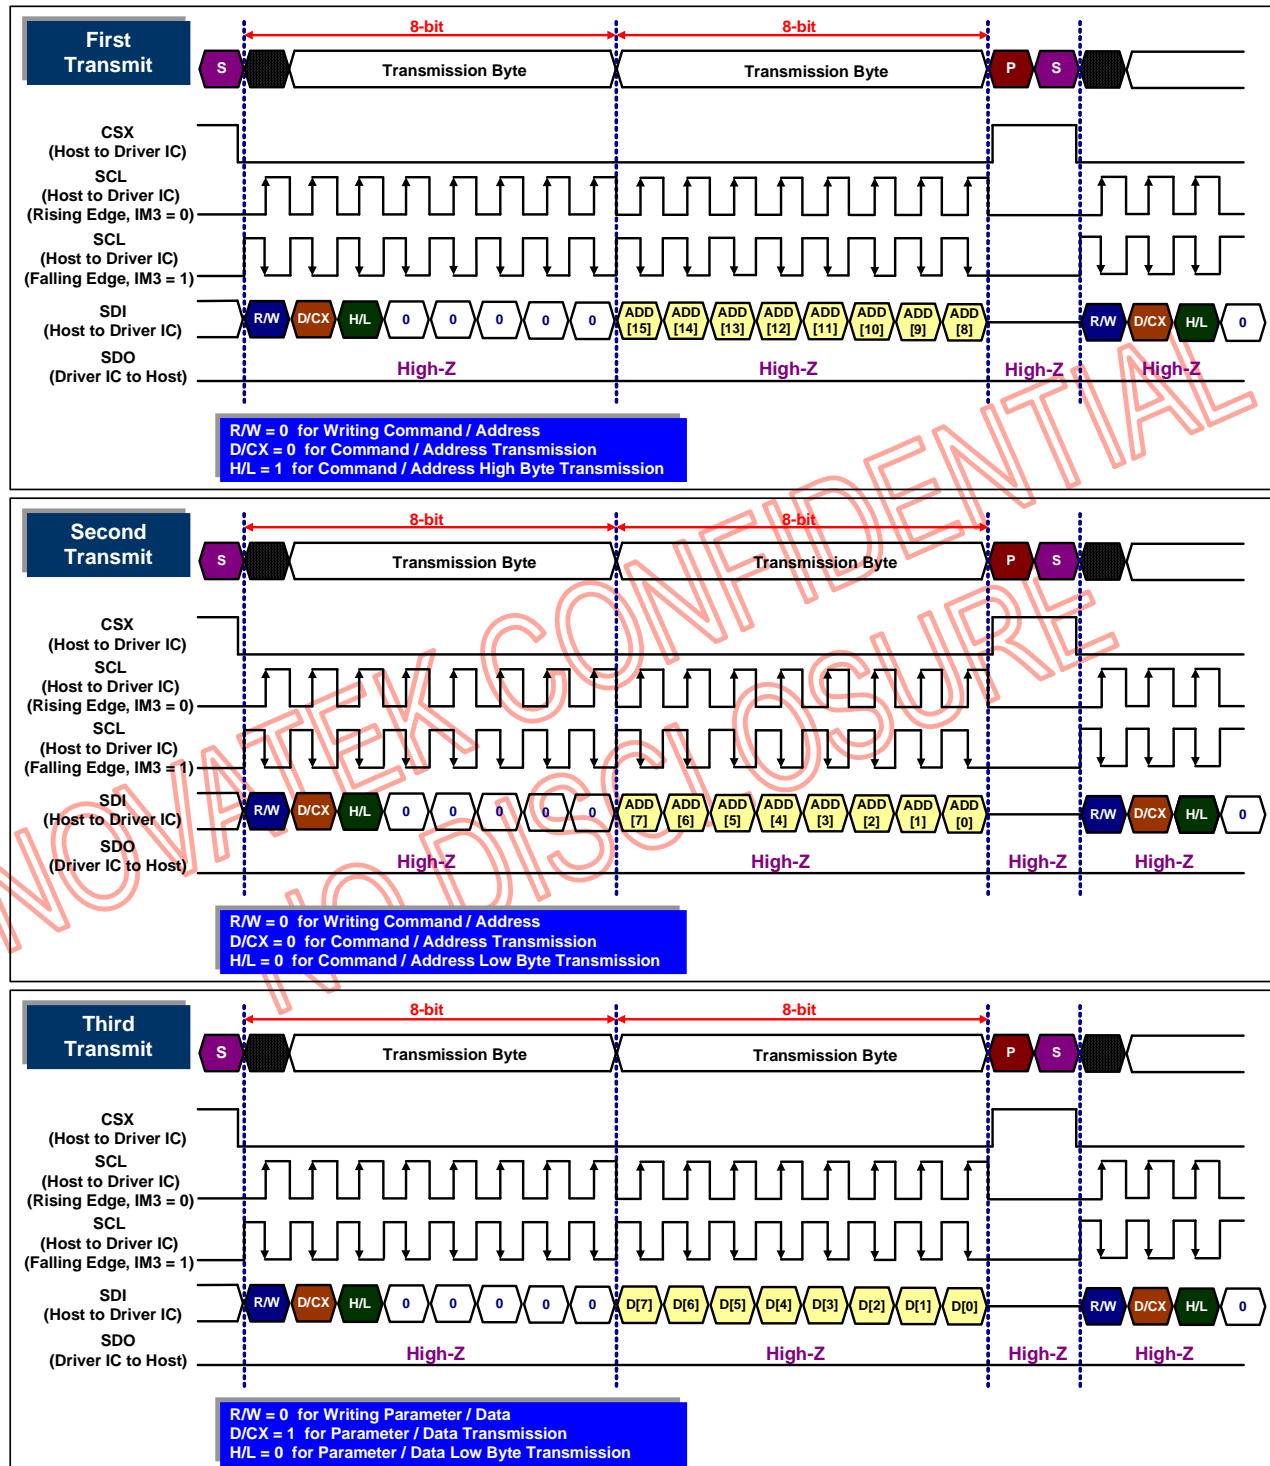 First
Transmit
8-bit
8-bit
S
Transmission Byte
Transmission Byte
P
S
CSX
(Host to Driver IC)
SCL
(Host to Driver IC)
(Rising Edge, IM3 = 0)
SCL
(Host to Driver IC)
(Falling Edge, IM3 = 1)
SDI
(Host to Driver IC)
R/W D/CX H/L 0 0 0 0 0 ADD [15] ADD [14] ADD [13] ADD [12] ADD [11] ADD [10] ADD [9] ADD [8] R/W D/CX H/L 0
SDO
(Driver IC to Host)
High-Z High-Z High-Z High-Z
R/W = 0 for Writing Command / Address
D/CX = 0 for Command / Address Transmission
H/L = 1 for Command / Address High Byte Transmission
Second
Transmit
8-bit
8-bit
S
Transmission Byte
Transmission Byte
P
S
CSX
(Host to Driver IC)
SCL
(Host to Driver IC)
(Rising Edge, IM3 = 0)
SCL
(Host to Driver IC)
(Falling Edge, IM3 = 1)
SDI
(Host to Driver IC)
R/W D/CX H/L 0 0 0 0 0 ADD [7] ADD [6] ADD [5] ADD [4] ADD [3] ADD [2] ADD [1] ADD [0] R/W D/CX H/L 0
SDO
(Driver IC to Host)
High-Z High-Z High-Z High-Z
R/W = 0 for Writing Command / Address
D/CX = 0 for Command / Address Transmission
H/L = 0 for Command / Address Low Byte Transmission
Third
Transmit
8-bit
8-bit
S
Transmission Byte
Transmission Byte
P
S
CSX
(Host to Driver IC)
SCL
(Host to Driver IC)
(Rising Edge, IM3 = 0)
SCL
(Host to Driver IC)
(Falling Edge, IM3 = 1)
SDI
(Host to Driver IC)
R/W D/CX H/L 0 0 0 0 0 D[7] D[6] D[5] D[4] D[3] D[2] D[1] D[0] R/W D/CX H/L 0
SDO
(Driver IC to Host)
High-Z High-Z High-Z High-Z
R/W = 0 for Writing Parameter / Data
D/CX = 1 for Parameter / Data Transmission
H/L = 0 for Parameter / Data Low Byte Transmission
NOVATEK CONFIDENTIAL
NO DISCLOSURE